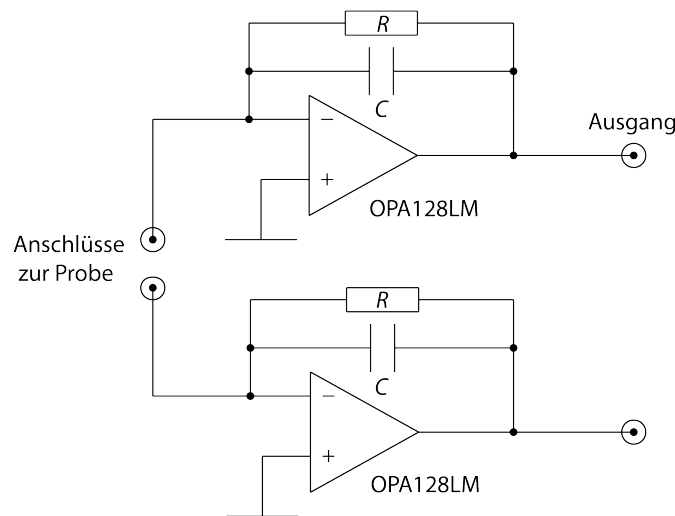 R
C
−
+
OPA128LM
Ausgang
Anschlüsse
zur Probe
R
C
−
+
OPA128LM